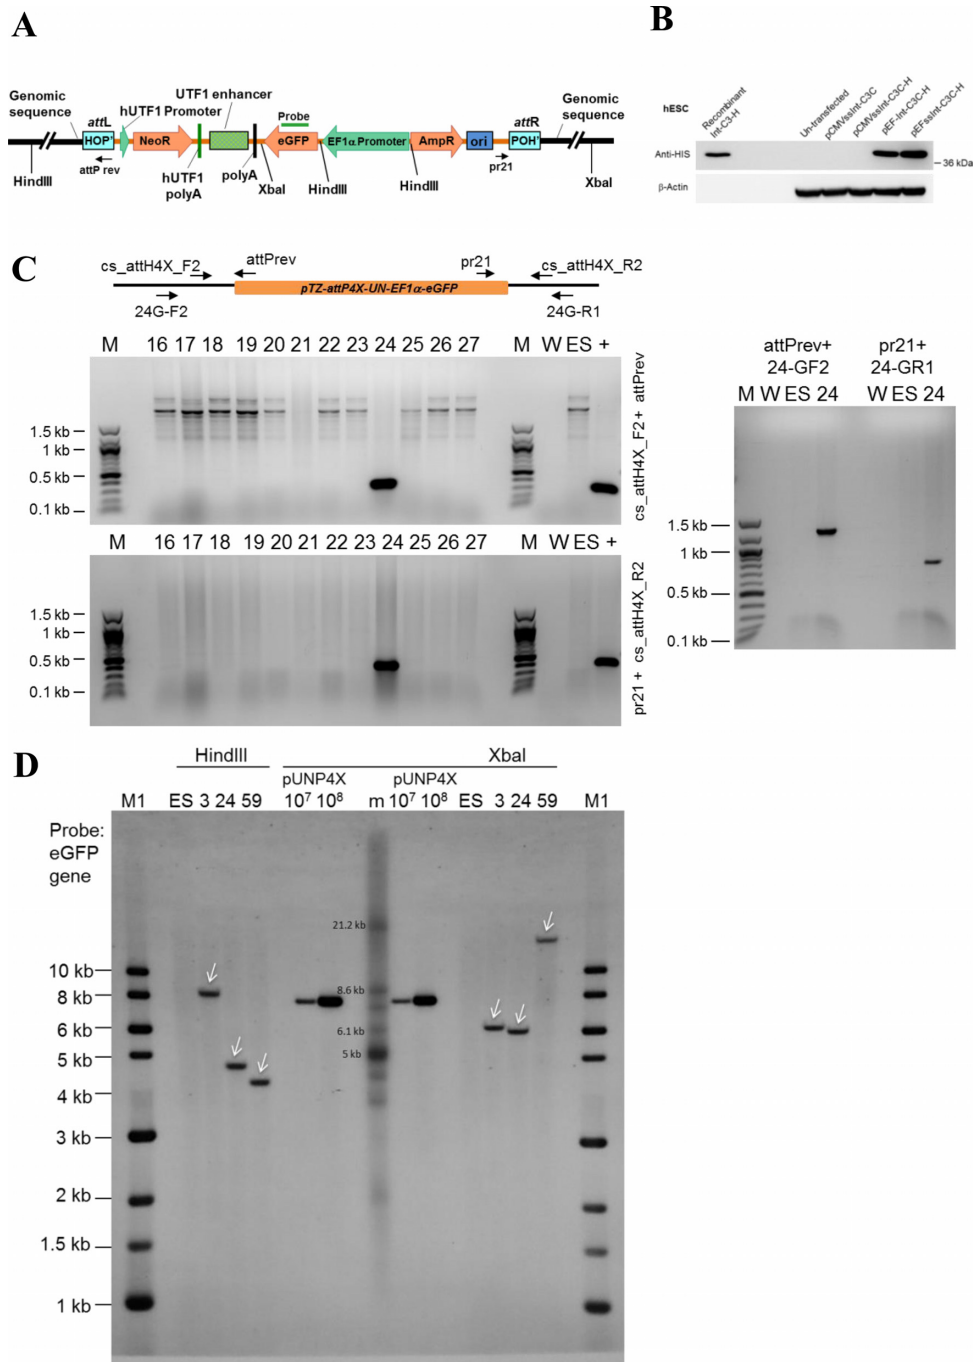 A
Genomic
sequence
attL
hUTF1 Promoter
UTF1 enhancer
Probe
attR
Genomic
sequence
HOP'
NeoR
eGFP
EF1α Promoter
AmpR
ori
POH'
attP rev
pr21
HindIII
hUTF1
polyA
polyA
XbaI
HindIII
HindIII
XbaI
B
hESC
Recombinant
Int-C3-H
Un-transfected
pCMVssInt-C3C
pCMVssInt-C3C-H
pEF-Int-C3C-H
pEFssInt-C3C-H
Anti-HIS
36 kDa
β-Actin
C
cs_attH4X_F2
attPrev
pr21
cs_attH4X_R2
pTZ-attP4X-UN-EF1α-eGFP
24G-F2
24G-R1
M 16 17 18 19 20 21 22 23 24 25 26 27 M W ES +
1.5 kb
1 kb
0.5 kb
0.1 kb
cs_attH4X_F2 + attPrev
M 16 17 18 19 20 21 22 23 24 25 26 27 M W ES +
1.5 kb
1 kb
0.5 kb
0.1 kb
pr21 + cs_attH4X_R2
attPrev+
24-GF2
pr21+
24-GR1
M W ES 24 W ES 24
1.5 kb
1 kb
0.5 kb
0.1 kb
D
HindIII
XbaI
pUNP4X
pUNP4X
M1 ES 3 24 59 10⁷ 10⁸ m 10⁷ 10⁸ ES 3 24 59 M1
Probe:
eGFP
gene
21.2 kb
8.6 kb
6.1 kb
5 kb
10 kb
8 kb
6 kb
5 kb
4 kb
3 kb
2 kb
1.5 kb
1 kb